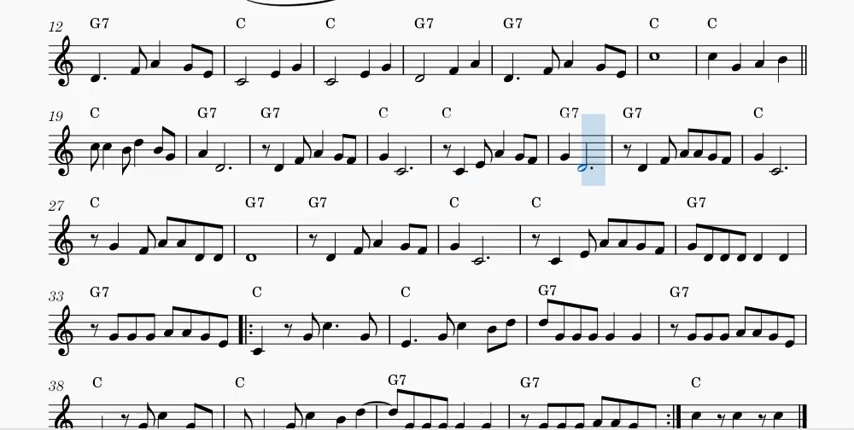 G7 C C G7 G7 C C
12
C G7 G7 C C G7 G7 C
19
C G7 G7 C C G7
27
G7 C C G7 G7
33
C C G7 G7 C
38